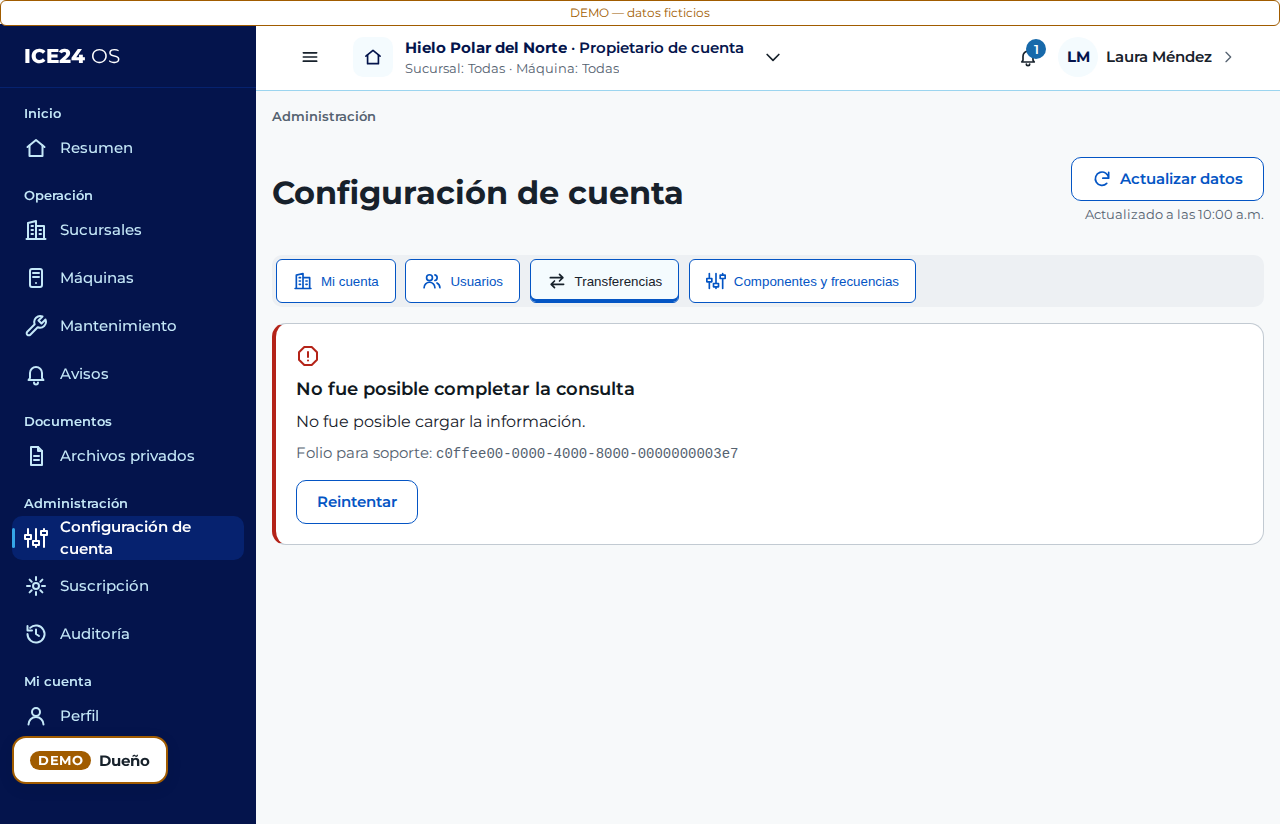 DEMO — datos ficticios
ICE24 OS
Hielo Polar del Norte · Propietario de cuenta
Sucursal: Todas · Máquina: Todas
1
LM
Laura Méndez
Inicio
Resumen
Operación
Sucursales
Máquinas
Mantenimiento
Avisos
Documentos
Archivos privados
Administración
Configuración de
cuenta
Suscripción
Auditoría
Mi cuenta
Perfil
DEMO Dueño
Administración
Configuración de cuenta
Actualizar datos
Actualizado a las 10:00 a.m.
Mi cuenta
Usuarios
Transferencias
Componentes y frecuencias
No fue posible completar la consulta
No fue posible cargar la información.
Folio para soporte: c0ffee00-0000-4000-8000-0000000003e7
Reintentar